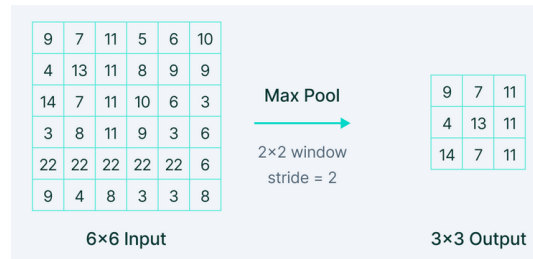 9 7 11 5 6 10
4 13 11 8 9 9
14 7 11 10 6 3
3 8 11 9 3 6
22 22 22 22 22 6
9 4 8 3 3 8
6×6 Input
Max Pool
2×2 window
stride = 2
9 7 11
4 13 11
14 7 11
3×3 Output